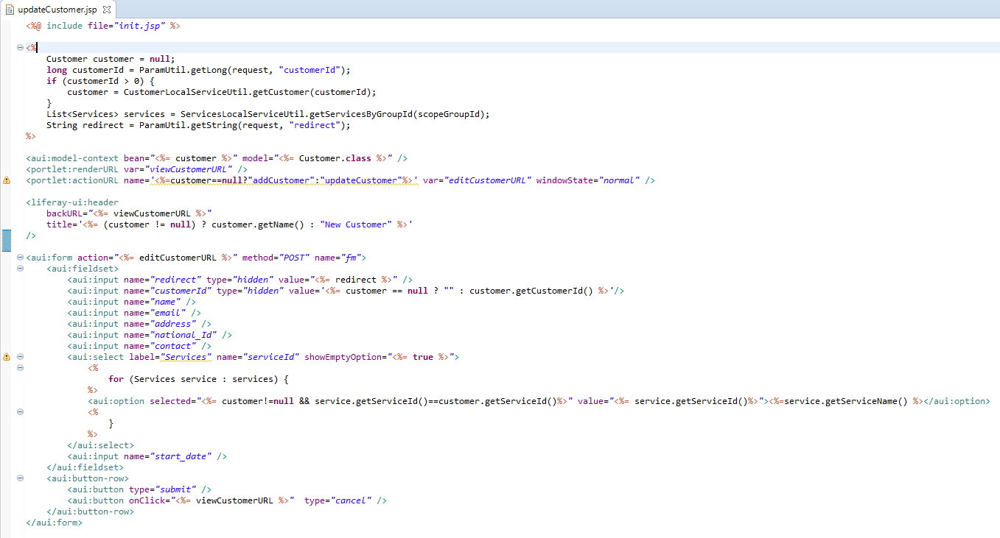 updateCustomer.jsp
<%@ include file="init.jsp" %>
<%
Customer customer = null;
long customerId = ParamUtil.getLong(request, "customerId");
if (customerId > 0) {
customer = CustomerLocalServiceUtil.getCustomer(customerId);
}
List<Services> services = ServicesLocalServiceUtil.getServicesByGroupId(scopeGroupId);
String redirect = ParamUtil.getString(request, "redirect");
%>
<aui:model-context bean="<%= customer %>" model="<%= Customer.class %>" />
<portlet:renderURL var="viewCustomerURL" />
<portlet:actionURL name='<%=customer==null?"addCustomer":"updateCustomer"%>' var="editCustomerURL" windowState="normal" />
<liferay-ui:header
backURL="<%= viewCustomerURL %>"
title='<%= (customer != null) ? customer.getName() : "New Customer" %>'
/>
<aui:form action="<%= editCustomerURL %>" method="POST" name="fm">
<aui:fieldset>
<aui:input name="redirect" type="hidden" value="<%= redirect %>" />
<aui:input name="customerId" type="hidden" value='<%= customer == null ? "" : customer.getCustomerId() %>'/>
<aui:input name="name" />
<aui:input name="email" />
<aui:input name="address" />
<aui:input name="national_Id" />
<aui:input name="contact" />
<aui:select label="Services" name="serviceId" showEmptyOption="<%= true %>">
<%
for (Services service : services) {
%>
<aui:option selected="<%= customer!=null && service.getServiceId()==customer.getServiceId()%>" value="<%= service.getServiceId()%>"><%=service.getServiceName() %></aui:option>
<%
}
%>
</aui:select>
<aui:input name="start_date" />
</aui:fieldset>
<aui:button-row>
<aui:button type="submit" />
<aui:button onClick="<%= viewCustomerURL %>"  type="cancel" />
</aui:button-row>
</aui:form>